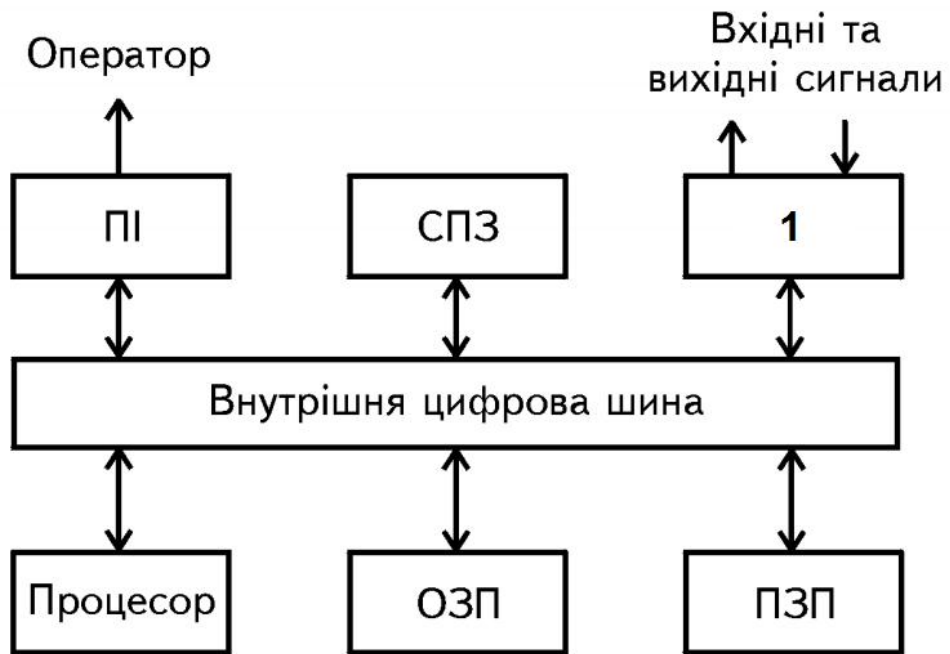 Оператор
Вхідні та
вихідні сигнали
ПІ
СПЗ
1
Внутрішня цифрова шина
Процесор
ОЗП
ПЗП